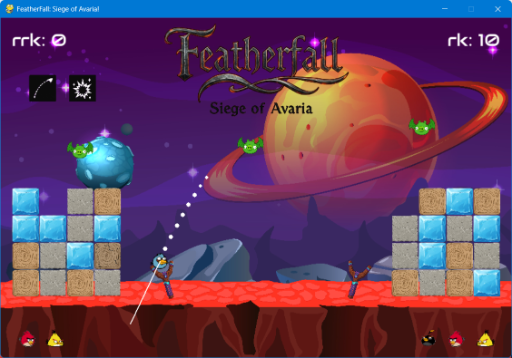 FeatherFall: Siege of Avaria!
rrk: 0
rk: 10
Featherfall
Siege of Avaria